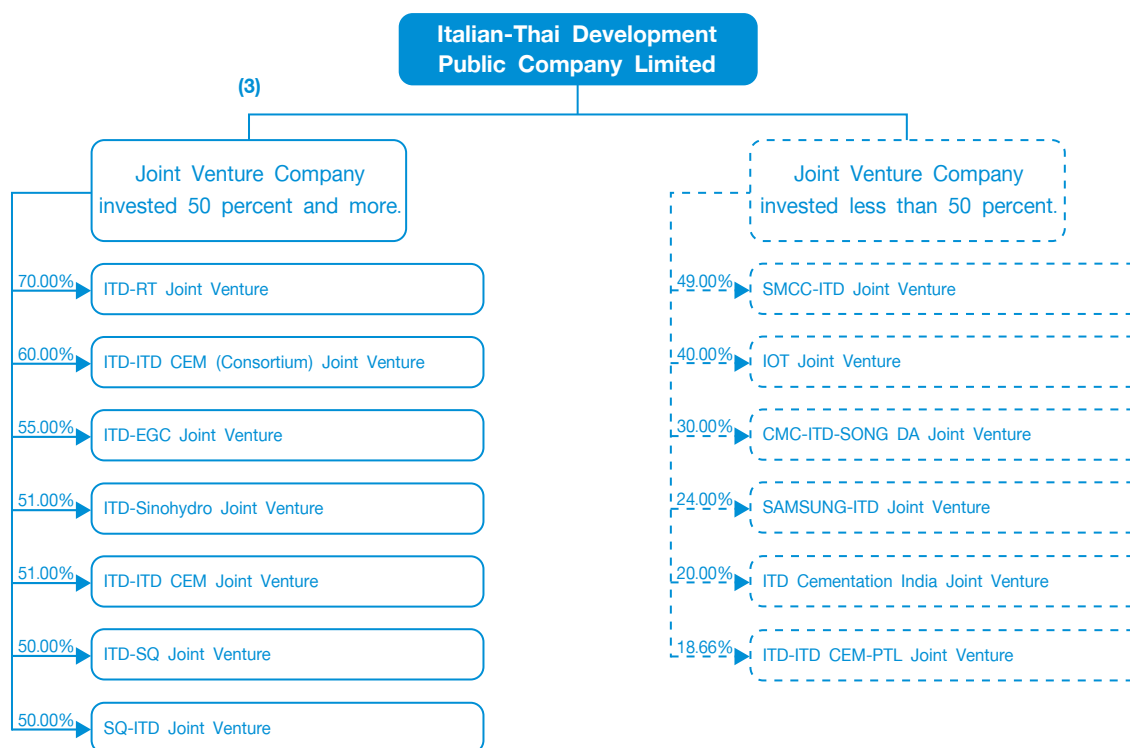 Italian-Thai Development
Public Company Limited
(3)
Joint Venture Company
invested 50 percent and more.
70.00%
ITD-RT Joint Venture
60.00%
ITD-ITD CEM (Consortium) Joint Venture
55.00%
ITD-EGC Joint Venture
51.00%
ITD-Sinohydro Joint Venture
51.00%
ITD-ITD CEM Joint Venture
50.00%
ITD-SQ Joint Venture
50.00%
SQ-ITD Joint Venture
Joint Venture Company
invested less than 50 percent.
49.00%
SMCC-ITD Joint Venture
40.00%
IOT Joint Venture
30.00%
CMC-ITD-SONG DA Joint Venture
24.00%
SAMSUNG-ITD Joint Venture
20.00%
ITD Cementation India Joint Venture
18.66%
ITD-ITD CEM-PTL Joint Venture